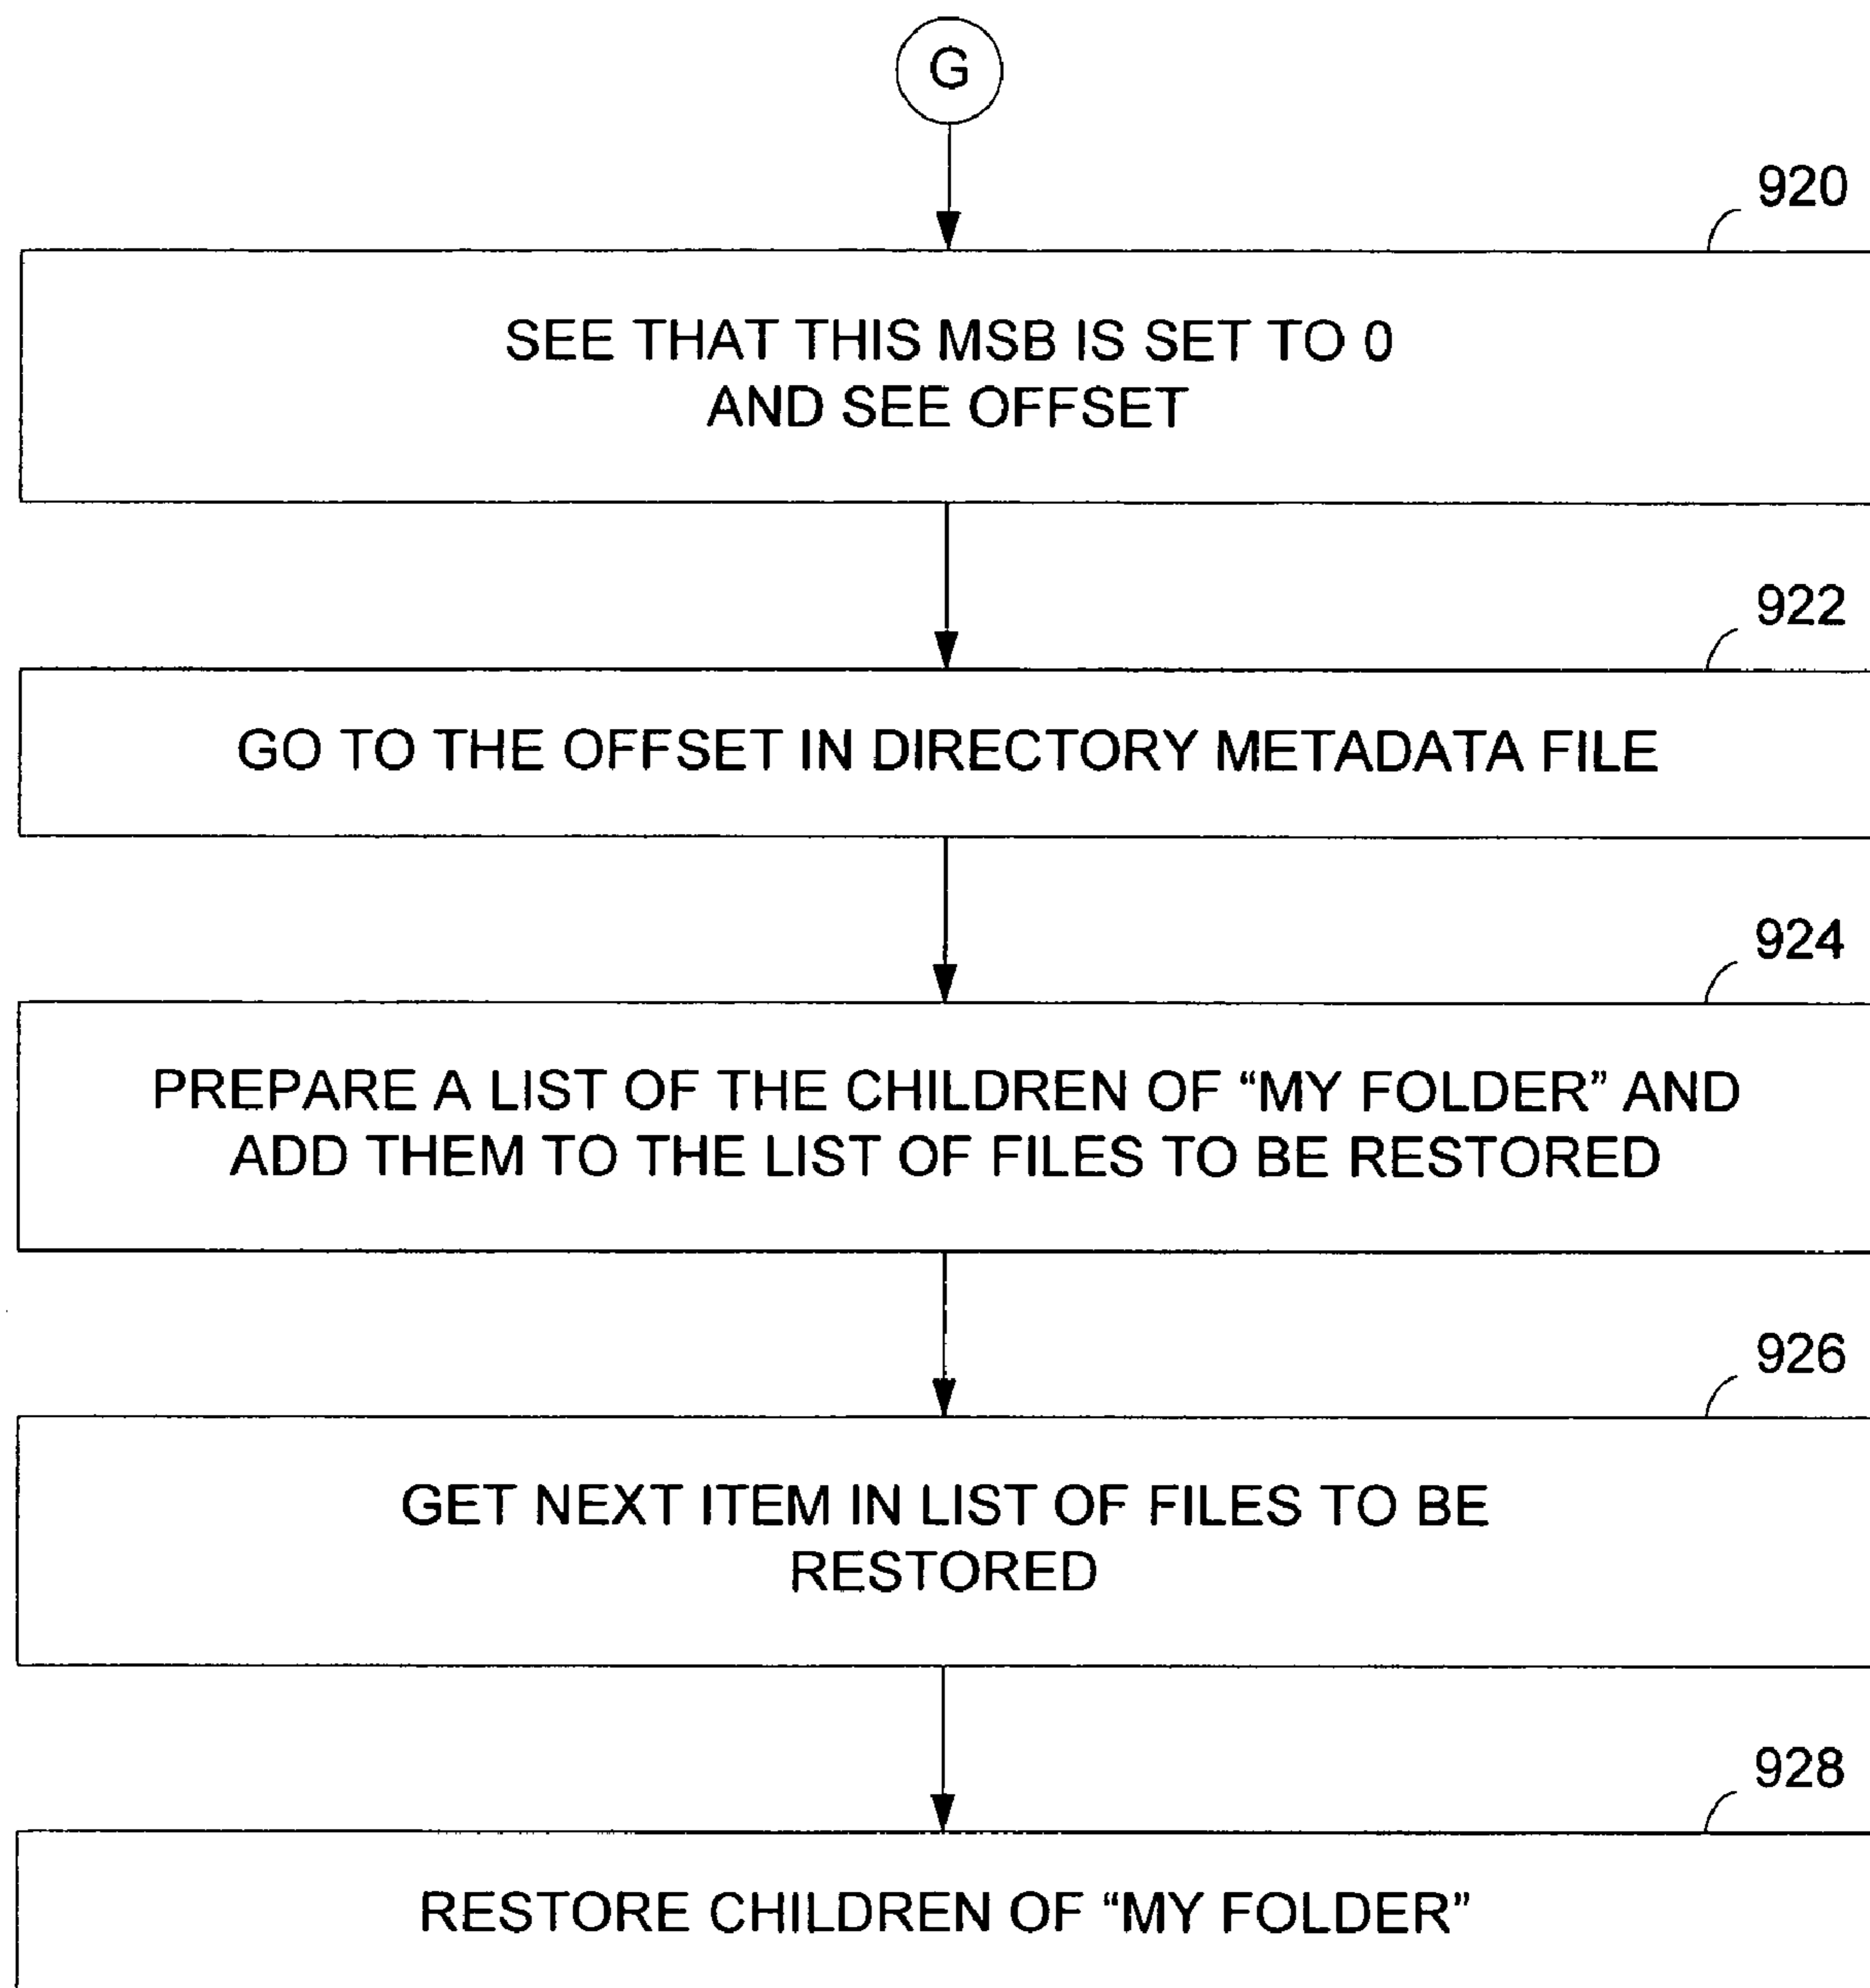 G
920
SEE THAT THIS MSB IS SET TO 0
AND SEE OFFSET
922
GO TO THE OFFSET IN DIRECTORY METADATA FILE
924
PREPARE A LIST OF THE CHILDREN OF “MY FOLDER” AND
ADD THEM TO THE LIST OF FILES TO BE RESTORED
926
GET NEXT ITEM IN LIST OF FILES TO BE
RESTORED
928
RESTORE CHILDREN OF “MY FOLDER”